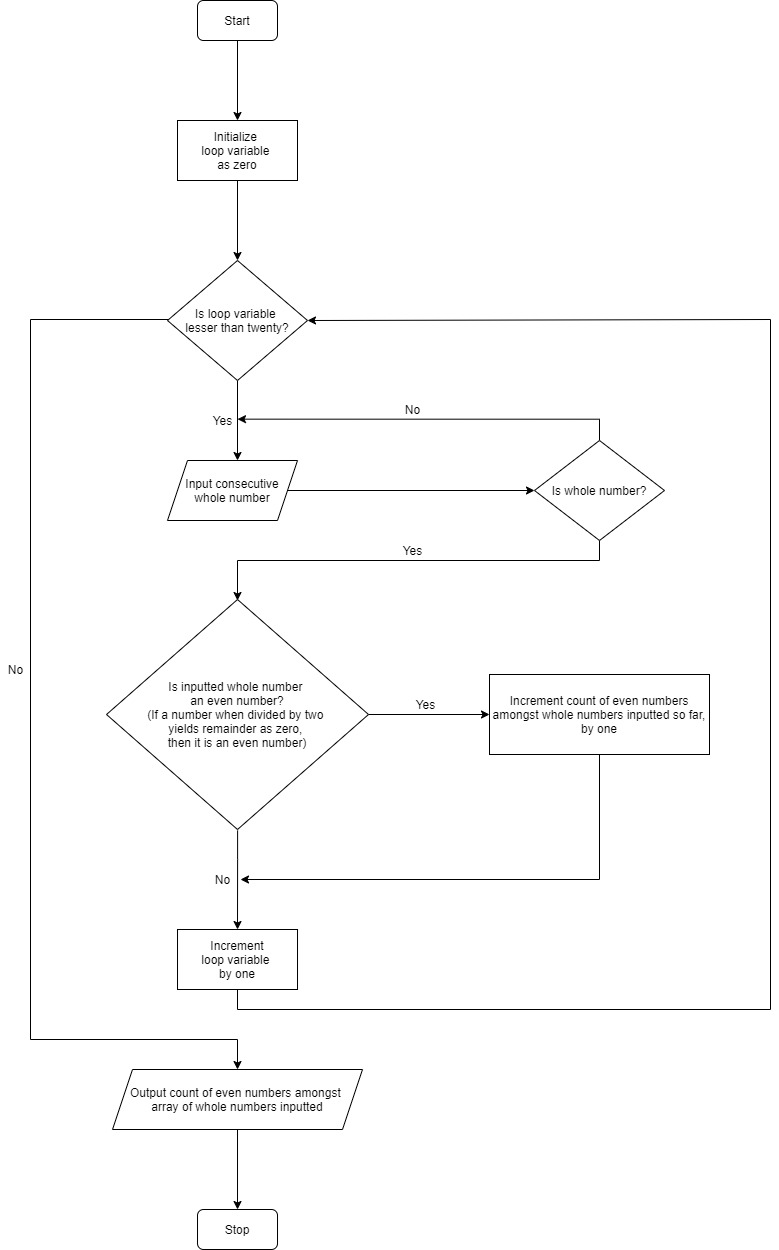 Start
Initialize
loop variable
as zero
Is loop variable
lesser than twenty?
No
Yes
Input consecutive
whole number
Is whole number?
Yes
No
Is inputted whole number
an even number?
(If a number when divided by two
yields remainder as zero,
then it is an even number)
Yes
Increment count of even numbers
amongst whole numbers inputted so far,
by one
No
Increment
loop variable
by one
Output count of even numbers amongst
array of whole numbers inputted
Stop